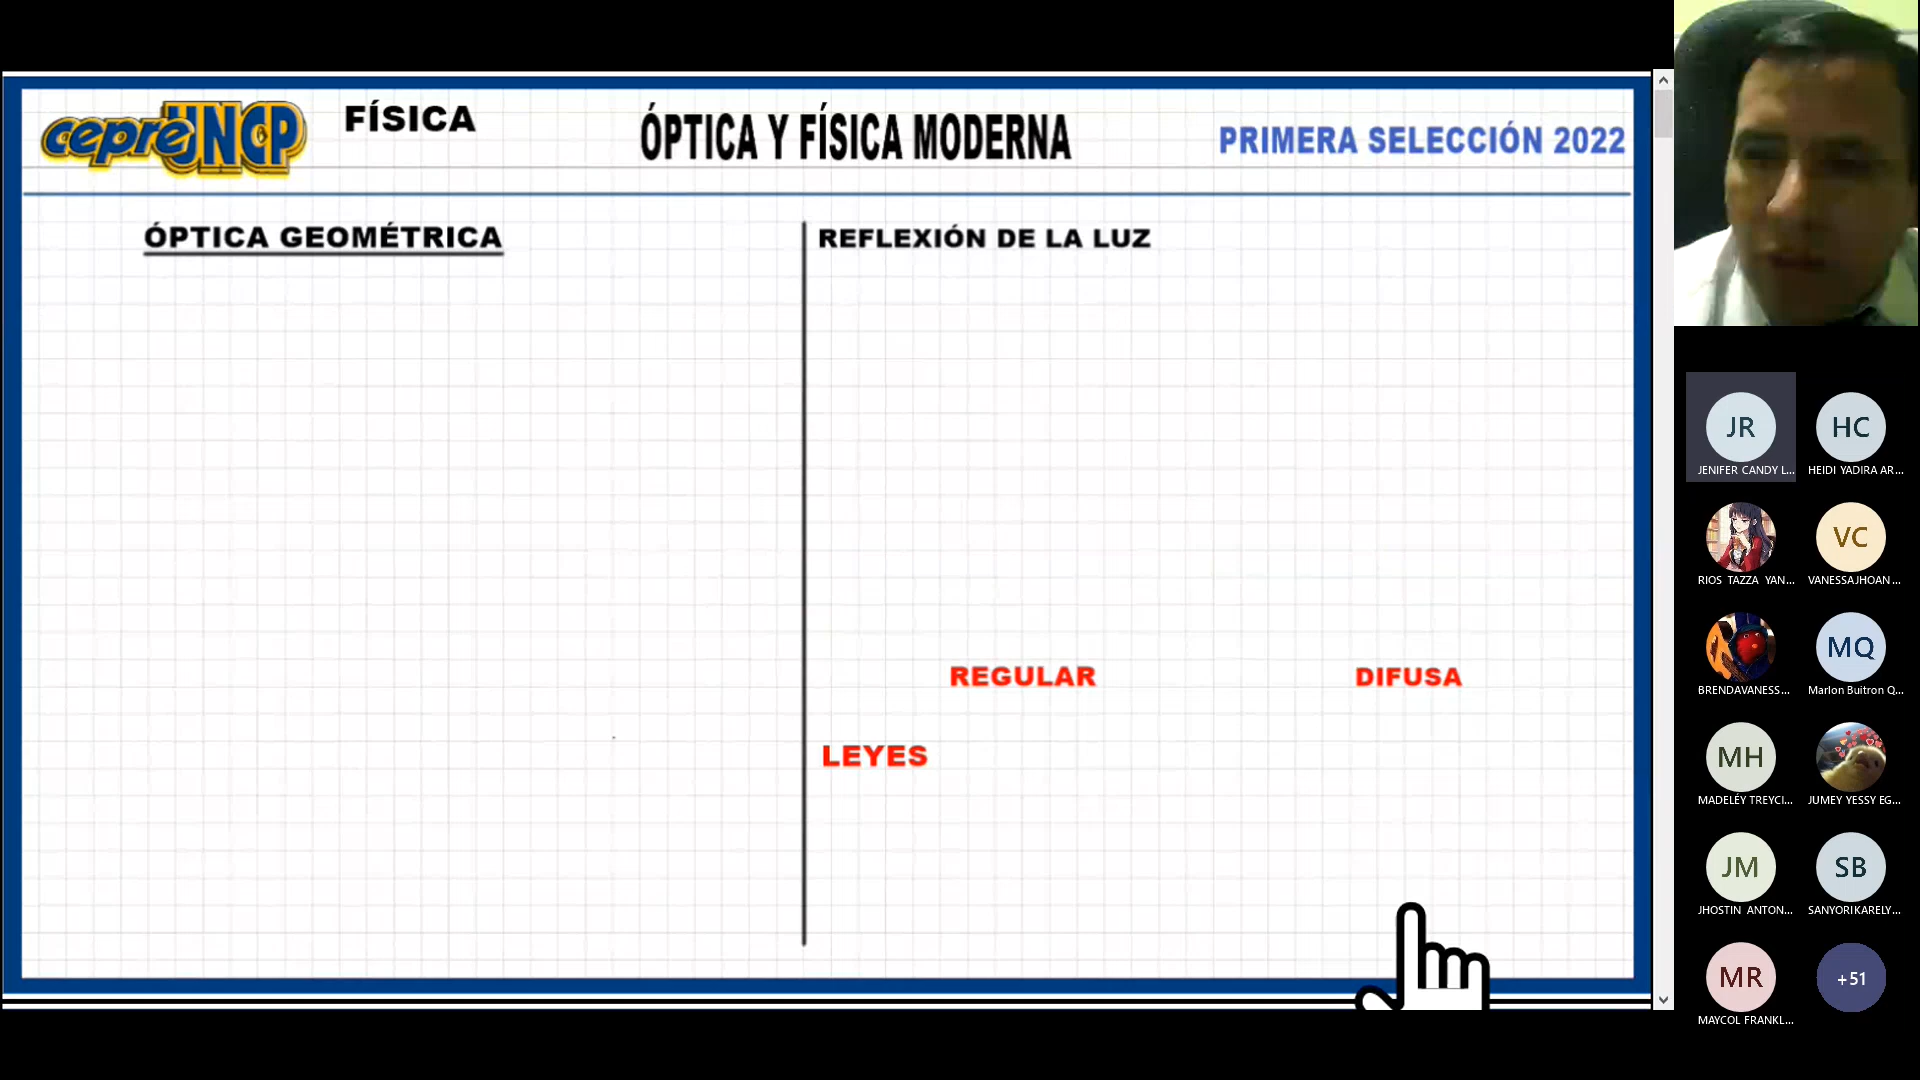 cepreUNCP
FÍSICA
ÓPTICA Y FÍSICA MODERNA
PRIMERA SELECCIÓN 2022
ÓPTICA GEOMÉTRICA
REFLEXIÓN DE LA LUZ
REGULAR
DIFUSA
LEYES
JR
HC
JENIFER CANDY L...
HEIDI YADIRA AR...
VC
RIOS TAZZA YAN...
VANESSAJHOAN...
MQ
BRENDAVANESS...
Marlon Buitron Q...
MH
MADELÉY TREYCI...
JUMEY YESSY EG...
JM
SB
JHOSTIN ANTON...
SANYORIKARELY...
MR
+51
MAYCOL FRANKL...